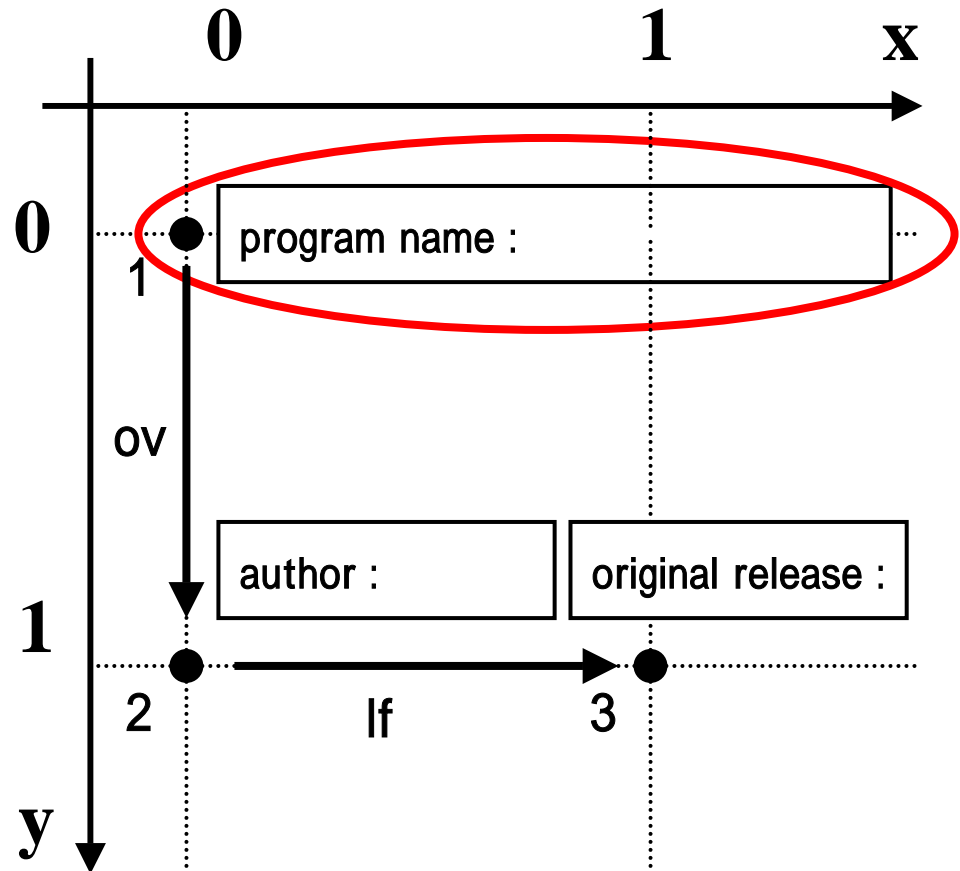 0 1 x
0 program name :
1
ov
author : original release :
1
2 lf 3
y